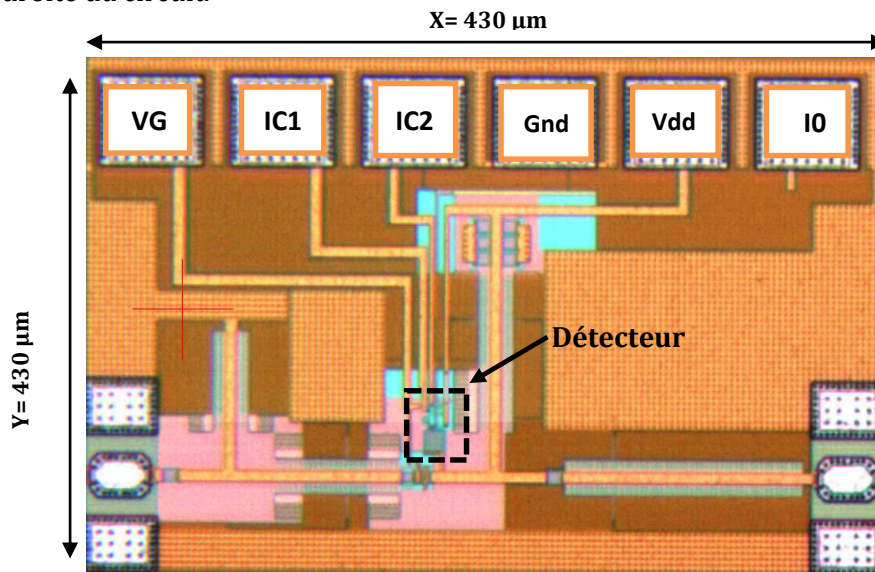 X= 430 µm
VG IC1 IC2 Gnd Vdd I0
Détecteur
Y= 430 µm